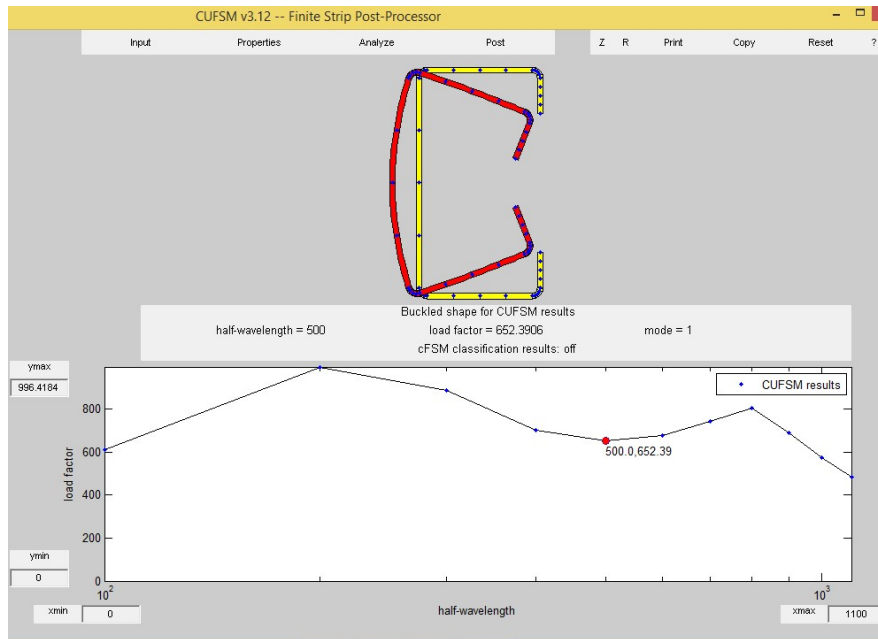 CUFSM v3.12 -- Finite Strip Post-Processor
Input Properties Analyze Post Z R Print Copy Reset ?
Buckled shape for CUFSM results
half-wavelength = 500 load factor = 652.3906 mode = 1
cFSM classification results: off
ymax
996.4184
CUFSM results
800
600
500.0,652.39
400
200
0
load factor
ymin
0
10^2
10^3
half-wavelength
xmin 0
xmax 1100